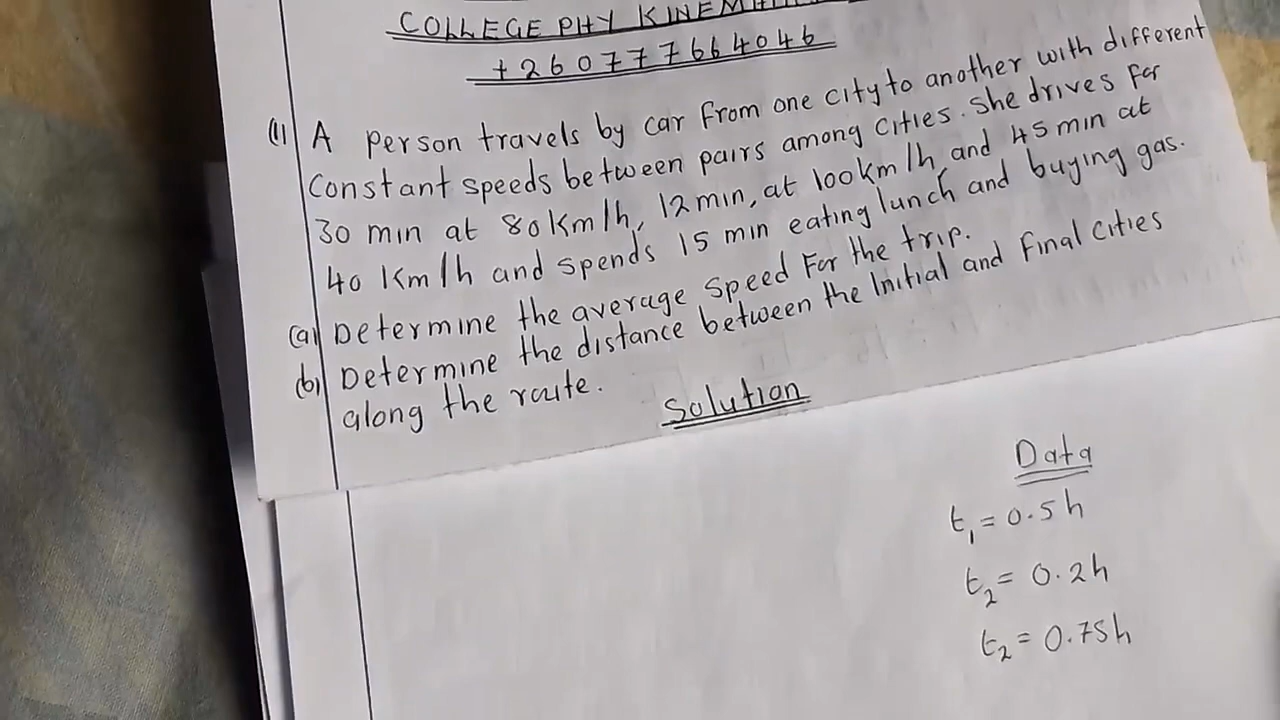 COLLEGE PHY
+260777664046
(1) A person travels by car from one city to another with different
constant speeds between pairs among cities. She drives for
30 min at 80km/h, 12min, at 100km/h, and 45 min at
40 km/h and spends 15 min eating lunch and buying gas.
(a) Determine the average speed for the trip.
(b) Determine the distance between the Initial and final cities
along the route.
Solution
Data
t₁ = 0.5h
t₂ = 0.2h
t₂ = 0.75h